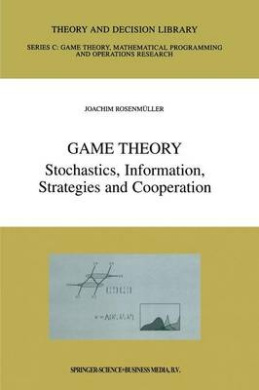 THEORY AND DECISION LIBRARY
SERIES C: GAME THEORY, MATHEMATICAL PROGRAMMING
AND OPERATIONS RESEARCH
JOACHIM ROSENMÜLLER
GAME THEORY
Stochastics, Information,
Strategies and Cooperation
SPRINGER-SCIENCE+BUSINESS MEDIA, B.V.